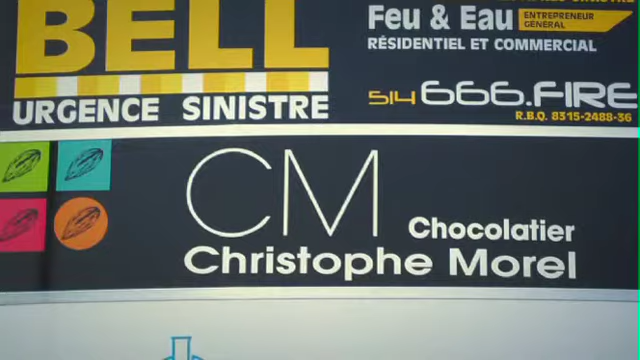 BELL
URGENCE SINISTRE
Feu & Eau
ENTREPRENEUR
GÉNÉRAL
RÉSIDENTIEL ET COMMERCIAL
514 666.FIRE
R.B.Q. 8315-2488-36
CM
Chocolatier
Christophe Morel